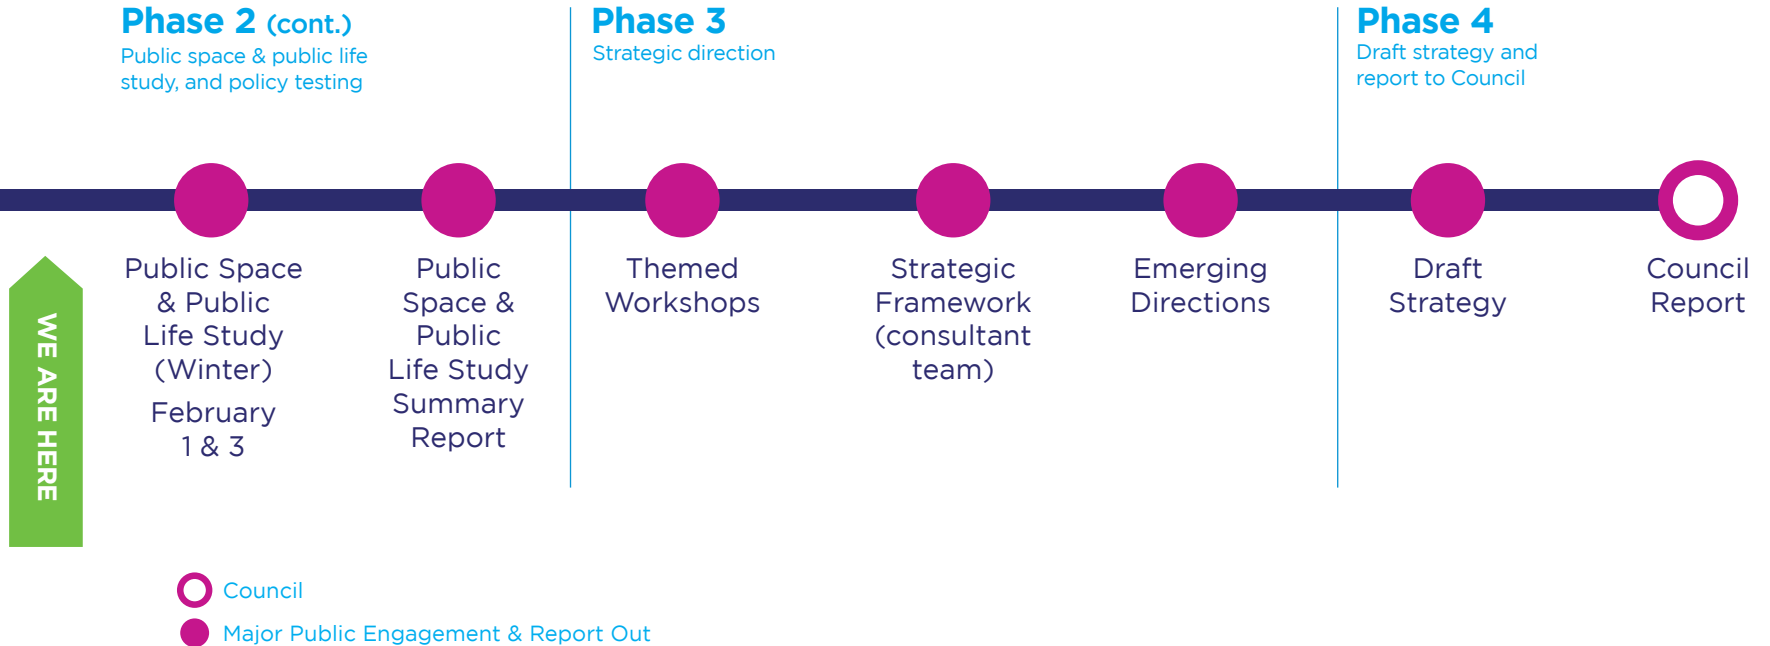 Phase 2 (cont.)
Public space & public life
study, and policy testing
Phase 3
Strategic direction
Phase 4
Draft strategy and
report to Council
WE ARE HERE
Public Space
& Public
Life Study
(Winter)
February
1 & 3
Public
Space &
Public
Life Study
Summary
Report
Themed
Workshops
Strategic
Framework
(consultant
team)
Emerging
Directions
Draft
Strategy
Council
Report
Council
Major Public Engagement & Report Out